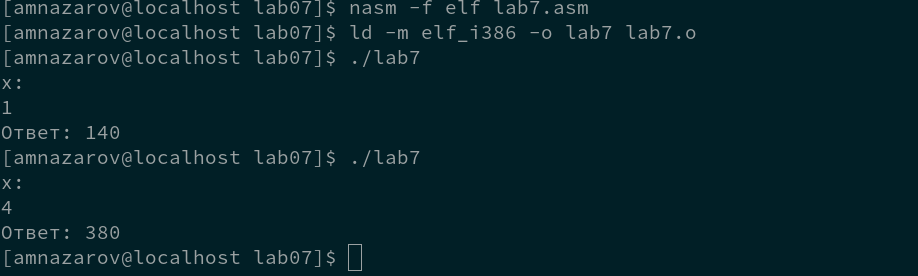 [amnazarov@localhost lab07]$ nasm -f elf lab7.asm
[amnazarov@localhost lab07]$ ld -m elf_i386 -o lab7 lab7.o
[amnazarov@localhost lab07]$ ./lab7
x:
1
Ответ: 140
[amnazarov@localhost lab07]$ ./lab7
x:
4
Ответ: 380
[amnazarov@localhost lab07]$